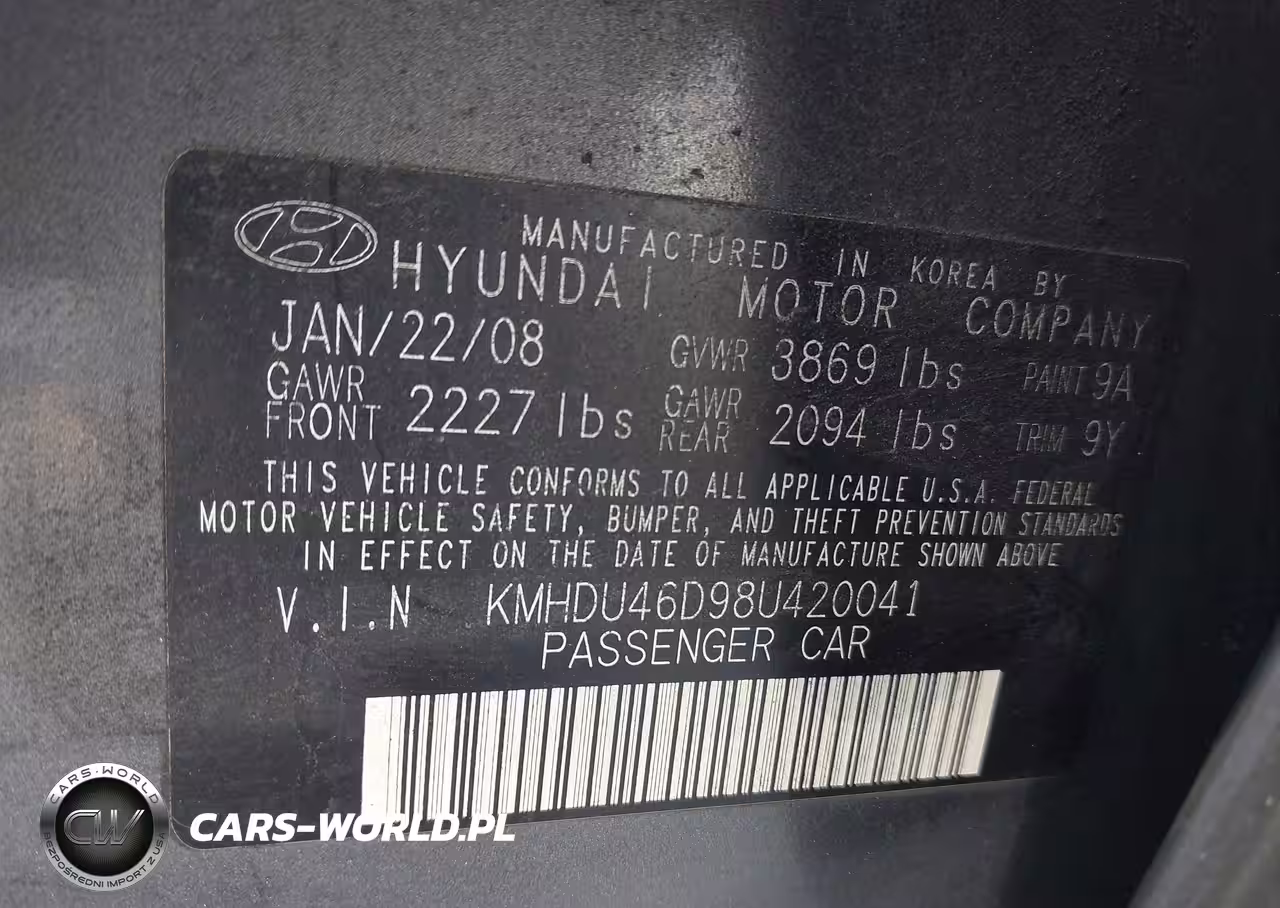 MANUFACTURED IN KOREA BY
HYUNDAI MOTOR COMPANY
JAN/22/08 GVWR 3869 lbs PAINT 9A
GAWR FRONT 2227 lbs GAWR REAR 2094 lbs TRIM 9Y
THIS VEHICLE CONFORMS TO ALL APPLICABLE U.S.A. FEDERAL
MOTOR VEHICLE SAFETY, BUMPER, AND THEFT PREVENTION STANDARDS
IN EFFECT ON THE DATE OF MANUFACTURE SHOWN ABOVE
V.I.N KMHDU46D98U420041
PASSENGER CAR
CARS-WORLD
CW
BEZPOŚREDNI IMPORT Z USA
CARS-WORLD.PL